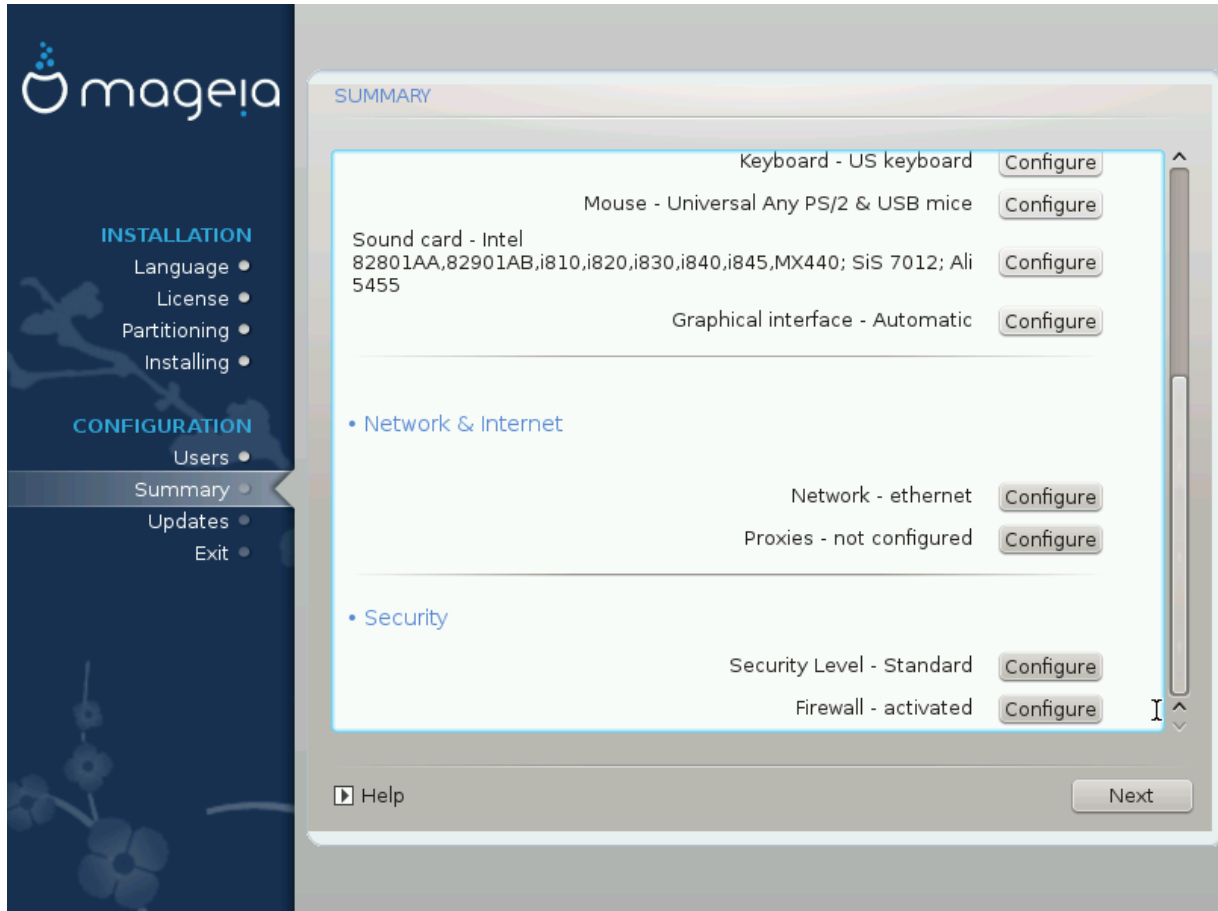 mageia
INSTALLATION
Language
License
Partitioning
Installing
CONFIGURATION
Users
Summary
Updates
Exit
SUMMARY
Keyboard - US keyboard Configure
Mouse - Universal Any PS/2 & USB mice Configure
Sound card - Intel
82801AA,82901AB,i810,i820,i830,i840,i845,MX440; SiS 7012; Ali Configure
5455
Graphical interface - Automatic Configure
• Network & Internet
Network - ethernet Configure
Proxies - not configured Configure
• Security
Security Level - Standard Configure
Firewall - activated Configure
Help
Next